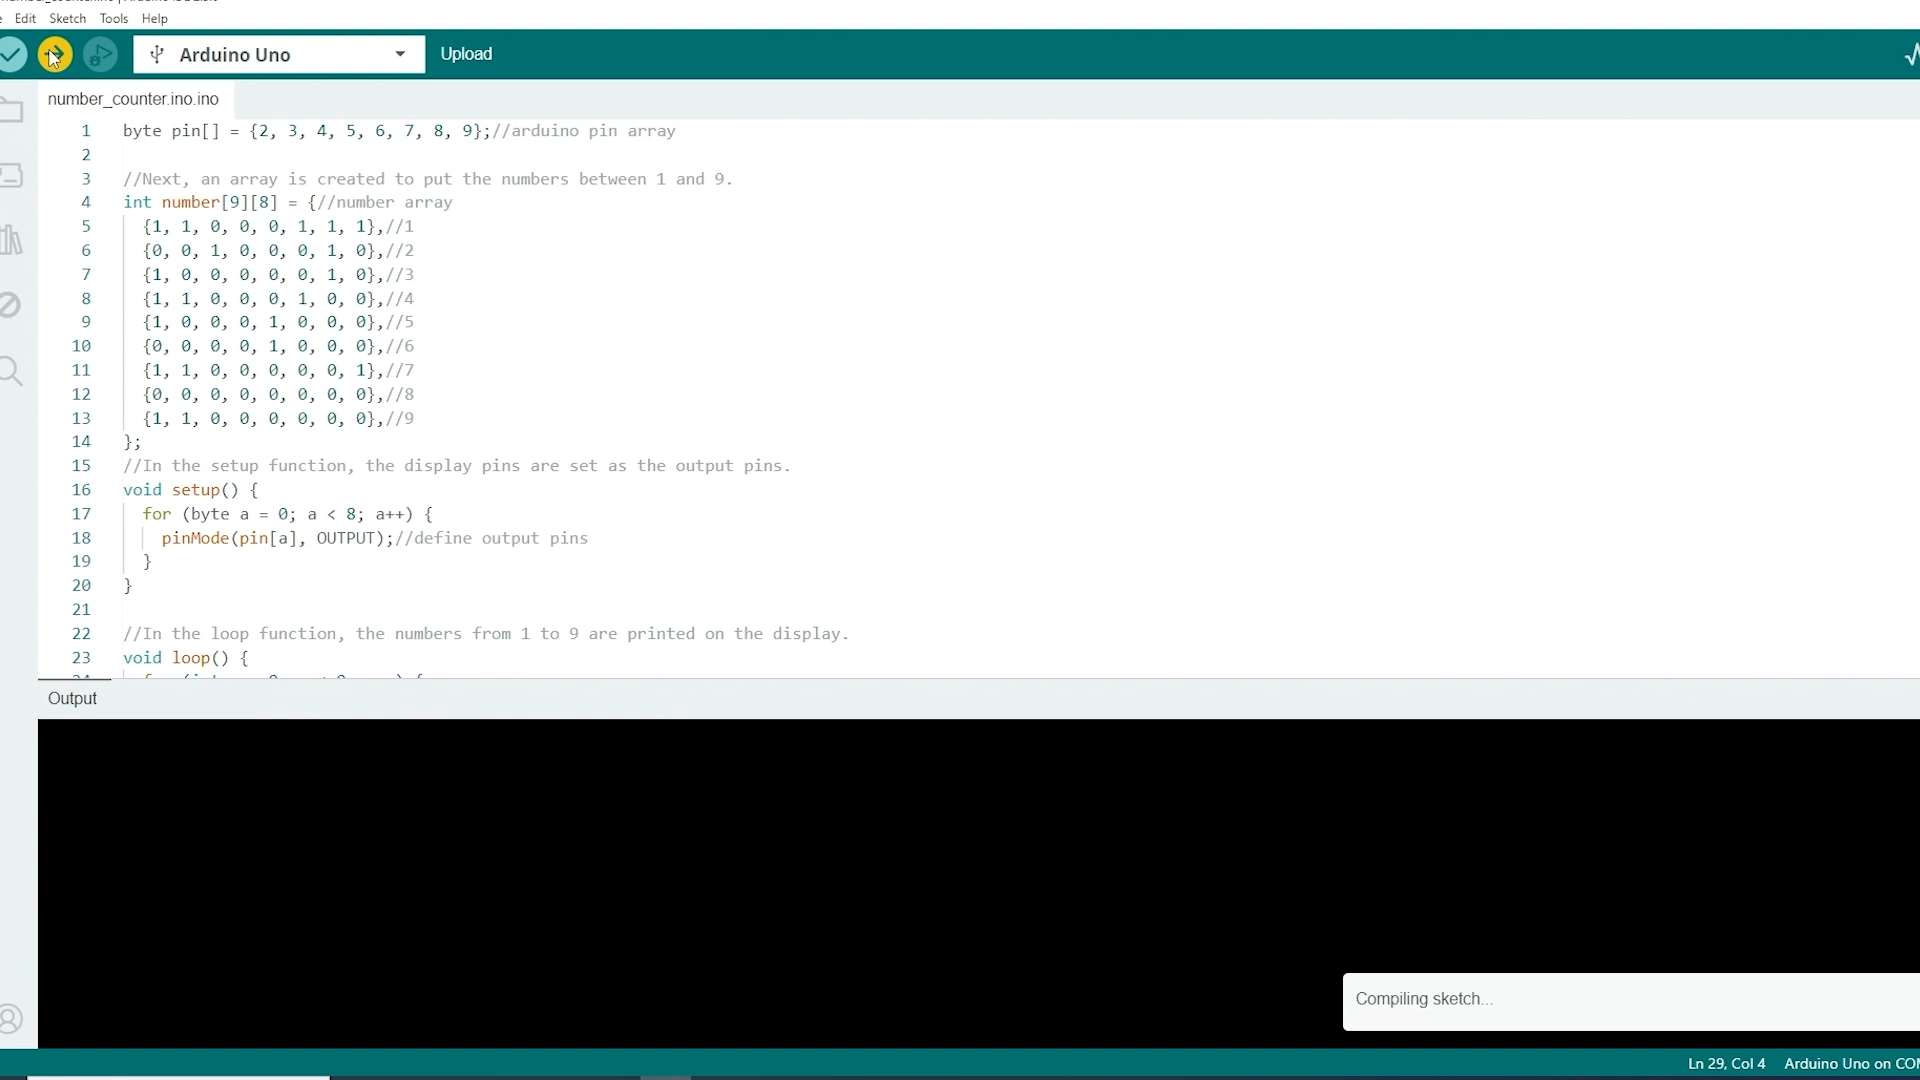 Edit Sketch Tools Help
Arduino Uno Upload
number_counter.ino.ino
1 byte pin[] = {2, 3, 4, 5, 6, 7, 8, 9};//arduino pin array
2
3 //Next, an array is created to put the numbers between 1 and 9.
4 int number[9][8] = {//number array
5 {1, 1, 0, 0, 0, 1, 1, 1},//1
6 {0, 0, 1, 0, 0, 0, 1, 0},//2
7 {1, 0, 0, 0, 0, 0, 1, 0},//3
8 {1, 1, 0, 0, 0, 1, 0, 0},//4
9 {1, 0, 0, 0, 1, 0, 0, 0},//5
10 {0, 0, 0, 0, 1, 0, 0, 0},//6
11 {1, 1, 0, 0, 0, 0, 0, 1},//7
12 {0, 0, 0, 0, 0, 0, 0, 0},//8
13 {1, 1, 0, 0, 0, 0, 0, 0},//9
14 };
15 //In the setup function, the display pins are set as the output pins.
16 void setup() {
17 for (byte a = 0; a < 8; a++) {
18 pinMode(pin[a], OUTPUT);//define output pins
19 }
20 }
21
22 //In the loop function, the numbers from 1 to 9 are printed on the display.
23 void loop() {
Output
Compiling sketch...
Ln 29, Col 4 Arduino Uno on